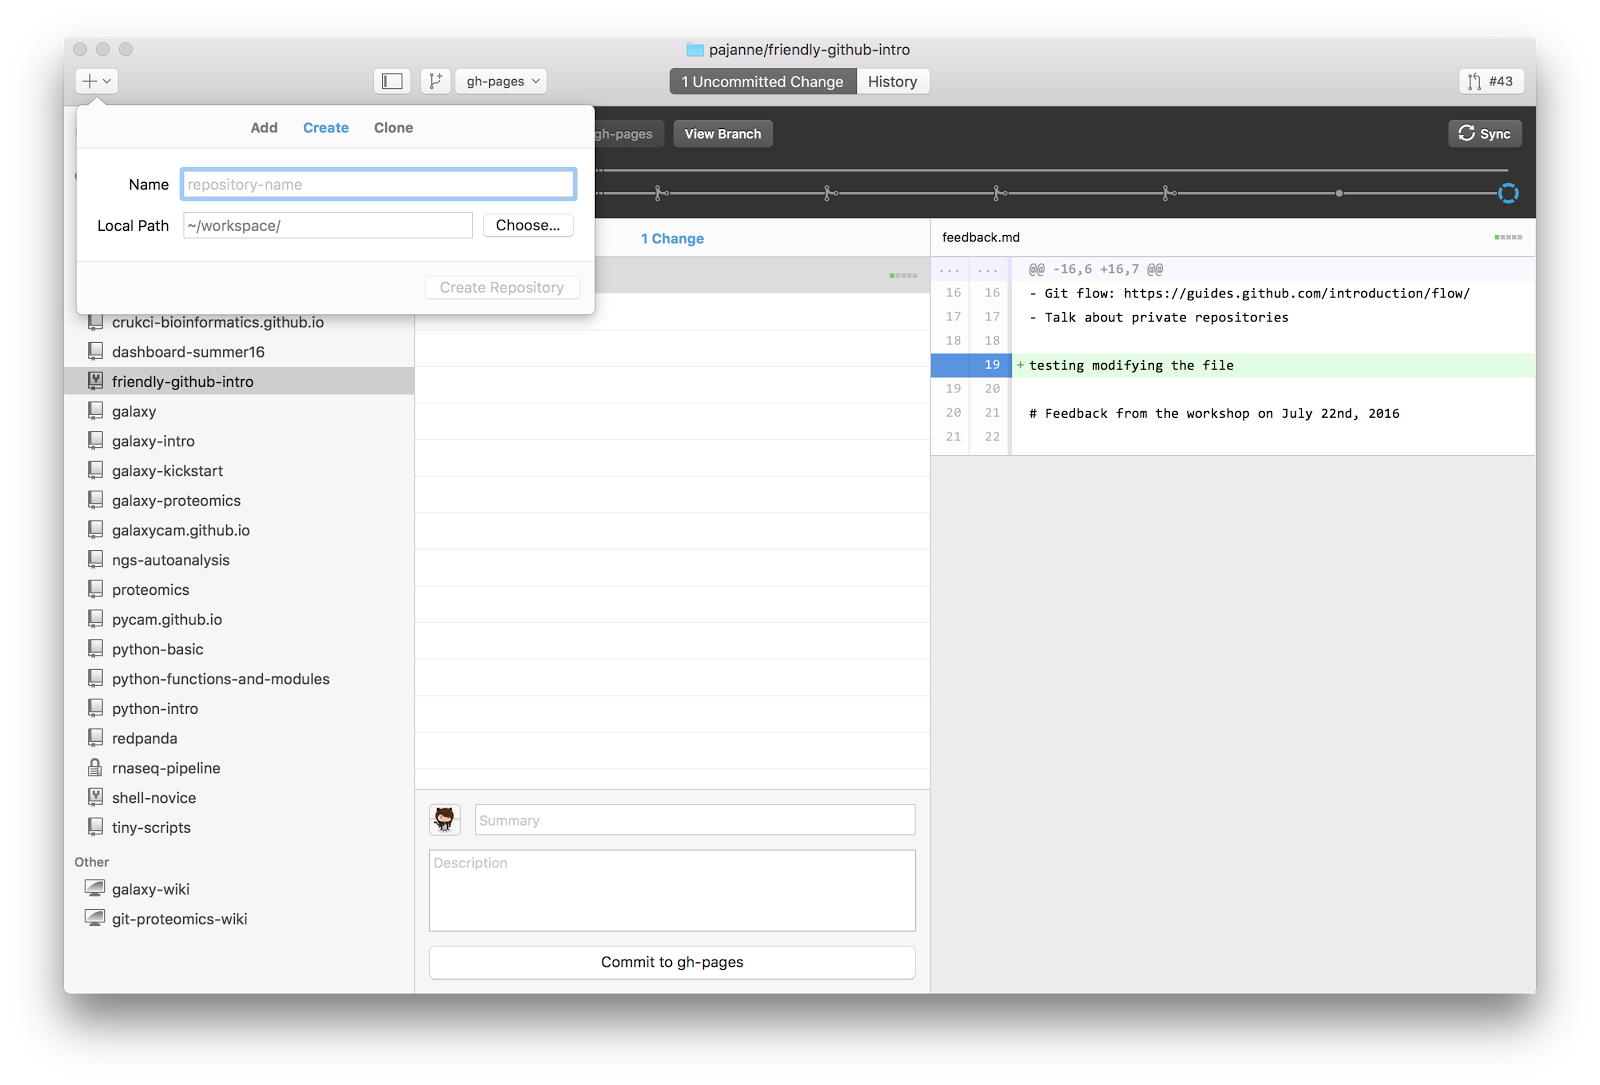 pajanne/friendly-github-intro
gh-pages
1 Uncommitted Change
History
#43
Add
Create
Clone
Name
repository-name
Local Path
~/workspace/
Choose...
Create Repository
gh-pages
View Branch
Sync
crukci-bioinformatics.github.io
dashboard-summer16
friendly-github-intro
galaxy
galaxy-intro
galaxy-kickstart
galaxy-proteomics
galaxycam.github.io
ngs-autoanalysis
proteomics
pycam.github.io
python-basic
python-functions-and-modules
python-intro
redpanda
rnaseq-pipeline
shell-novice
tiny-scripts
Other
galaxy-wiki
git-proteomics-wiki
1 Change
Summary
Description
Commit to gh-pages
feedback.md
... ... @@ -16,6 +16,7 @@
16 16 - Git flow: https://guides.github.com/introduction/flow/
17 17 - Talk about private repositories
18 18
19 + testing modifying the file
19 20
20 21 # Feedback from the workshop on July 22nd, 2016
21 22